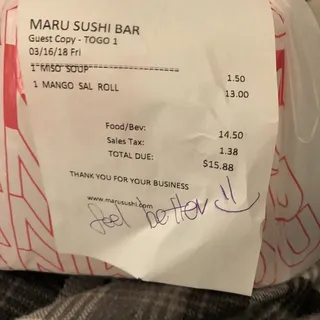 MARU SUSHI BAR
Guest Copy - TOGO 1
03/16/18 Fri
1 MISO SOUP 1.50
1 MANGO SAL ROLL 13.00
Food/Bev: 14.50
Sales Tax: 1.38
TOTAL DUE: $15.88
THANK YOU FOR YOUR BUSINESS
www.marusushi.com
feel better!!